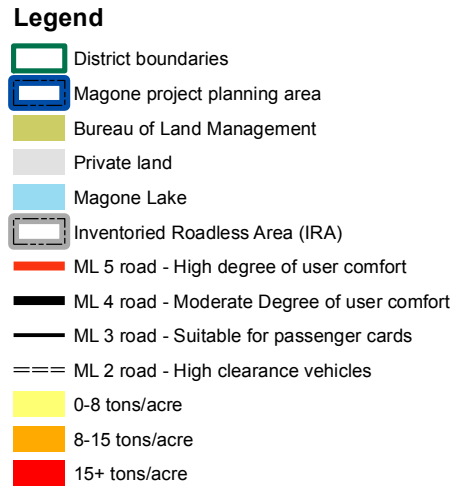 Legend
District boundaries
Magone project planning area
Bureau of Land Management
Private land
Magone Lake
Inventoried Roadless Area (IRA)
ML 5 road - High degree of user comfort
ML 4 road - Moderate Degree of user comfort
ML 3 road - Suitable for passenger cards
ML 2 road - High clearance vehicles
0-8 tons/acre
8-15 tons/acre
15+ tons/acre